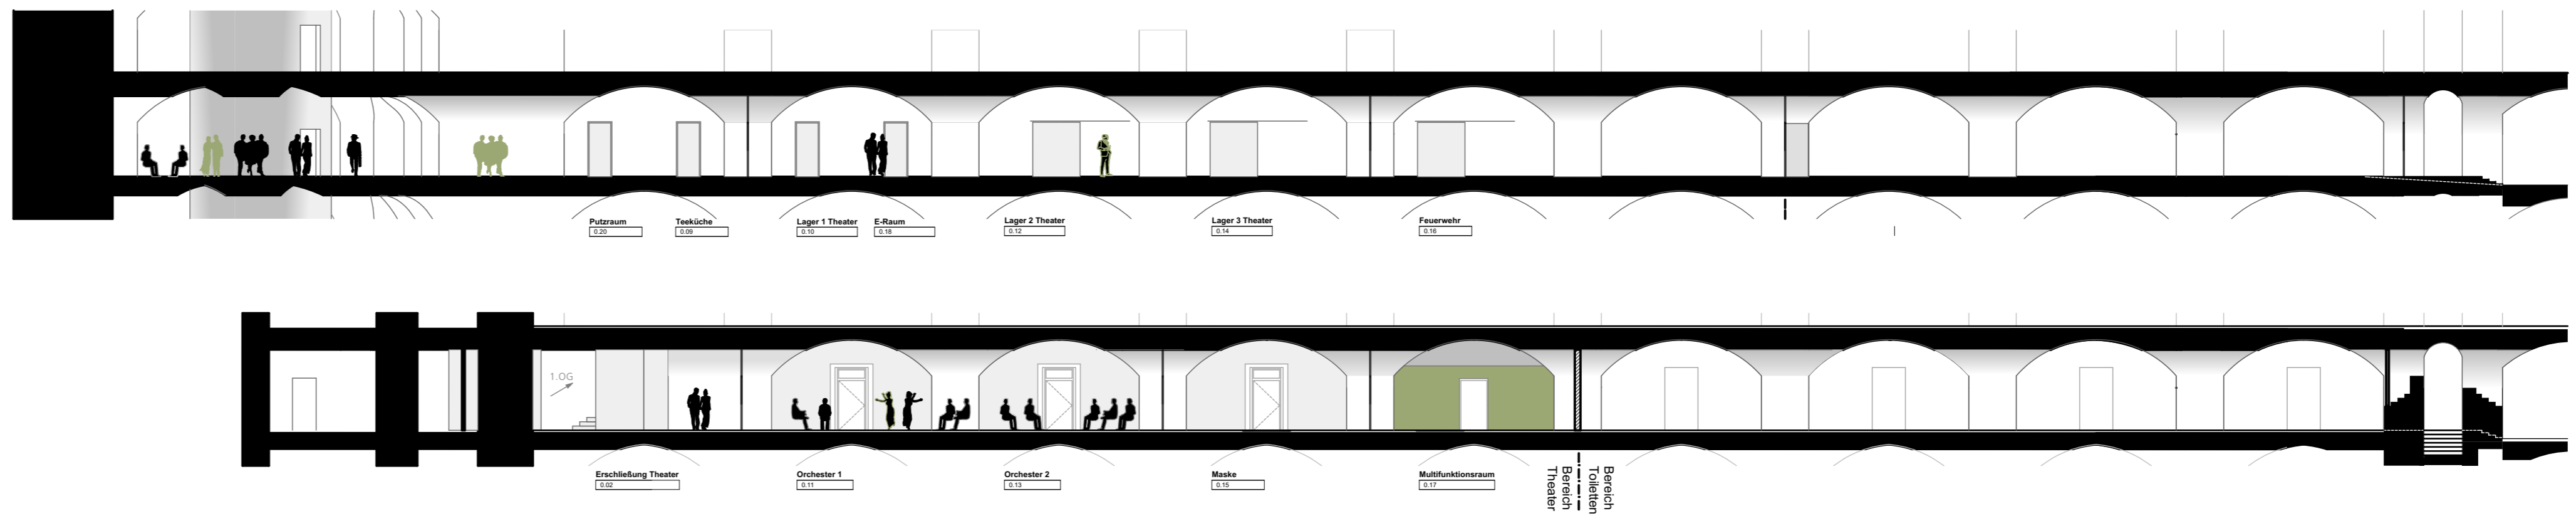 Putzraum
0.20
Teeküche
0.09
Lager 1 Theater
0.10
E-Raum
0.18
Lager 2 Theater
0.12
Lager 3 Theater
0.14
Feuerwehr
0.16
1.OG
Erschließung Theater
0.02
Orchester 1
0.11
Orchester 2
0.13
Maske
0.15
Multifunktionsraum
0.17
Bereich
Theater
Bereich
Toiletten